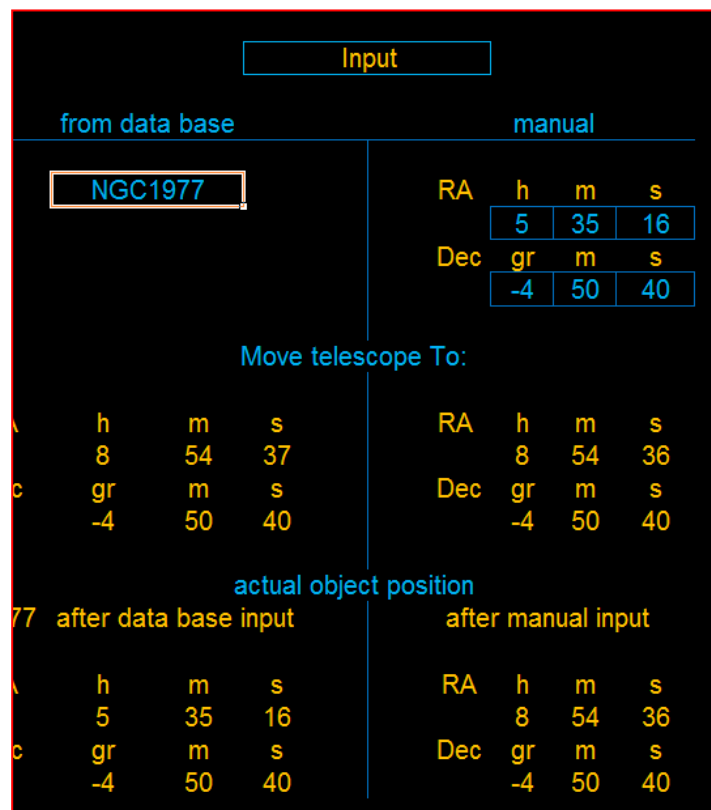 Input
from data base manual
NGC1977 RA h m s
5 35 16
Dec gr m s
-4 50 40
Move telescope To:
h m s RA h m s
8 54 37 8 54 36
gr m s Dec gr m s
-4 50 40 -4 50 40
actual object position
77 after data base input after manual input
h m s RA h m s
5 35 16 8 54 36
c gr m s Dec gr m s
-4 50 40 -4 50 40